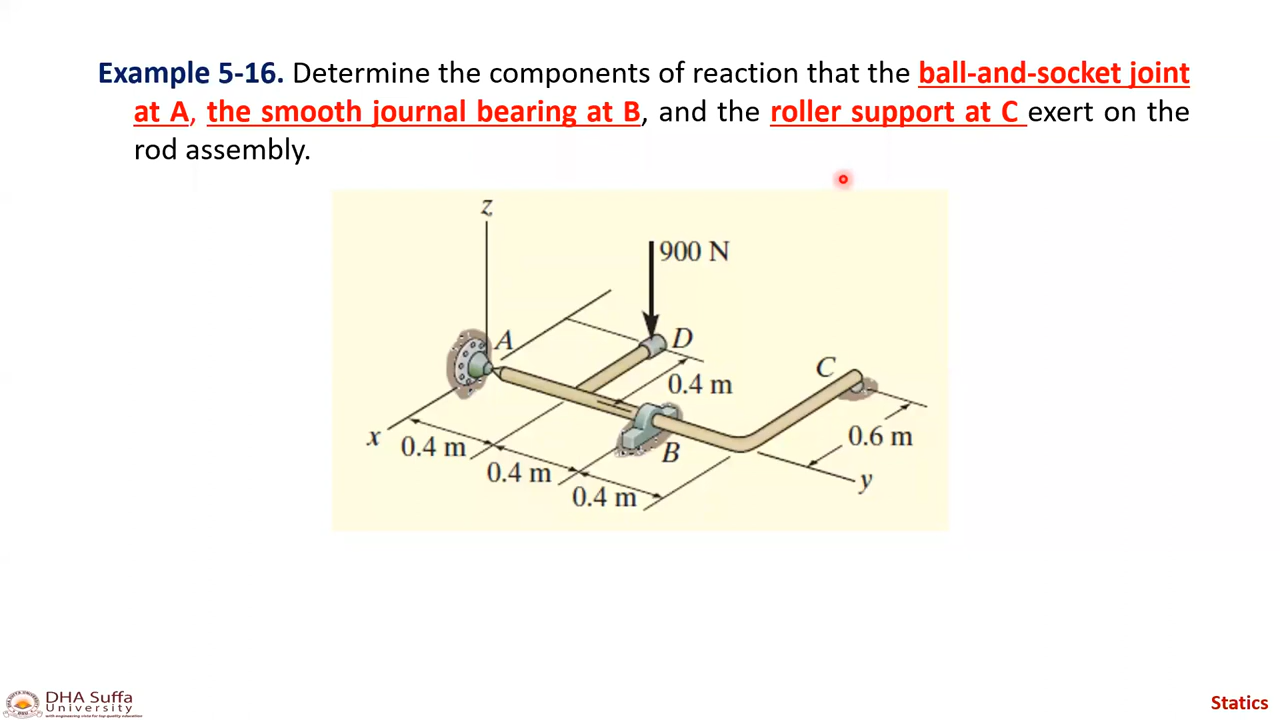 Example 5-16. Determine the components of reaction that the ball-and-socket joint
at A, the smooth journal bearing at B, and the roller support at C exert on the
rod assembly.
z
900 N
A
D
C
0.4 m
x
0.4 m
B
0.6 m
0.4 m
y
0.4 m
DHA Suffa
University
Statics